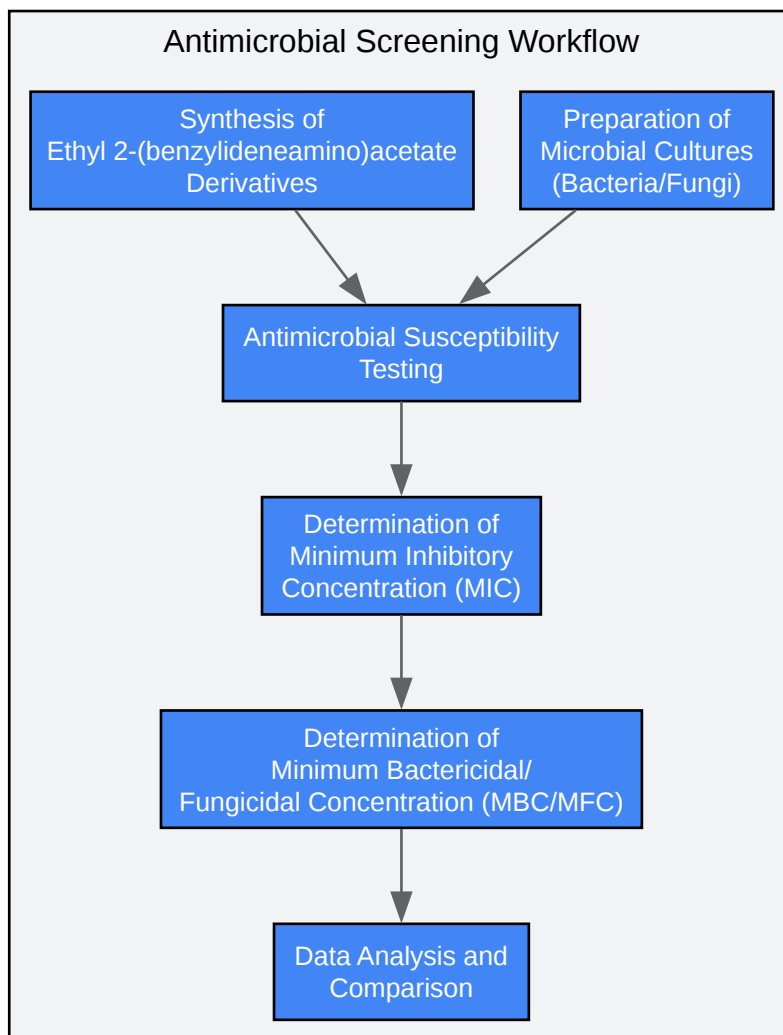 Antimicrobial Screening Workflow
Synthesis of
Ethyl 2-(benzylideneamino)acetate
Derivatives
Preparation of
Microbial Cultures
(Bacteria/Fungi)
Antimicrobial Susceptibility
Testing
Determination of
Minimum Inhibitory
Concentration (MIC)
Determination of
Minimum Bactericidal/
Fungicidal Concentration (MBC/MFC)
Data Analysis and
Comparison